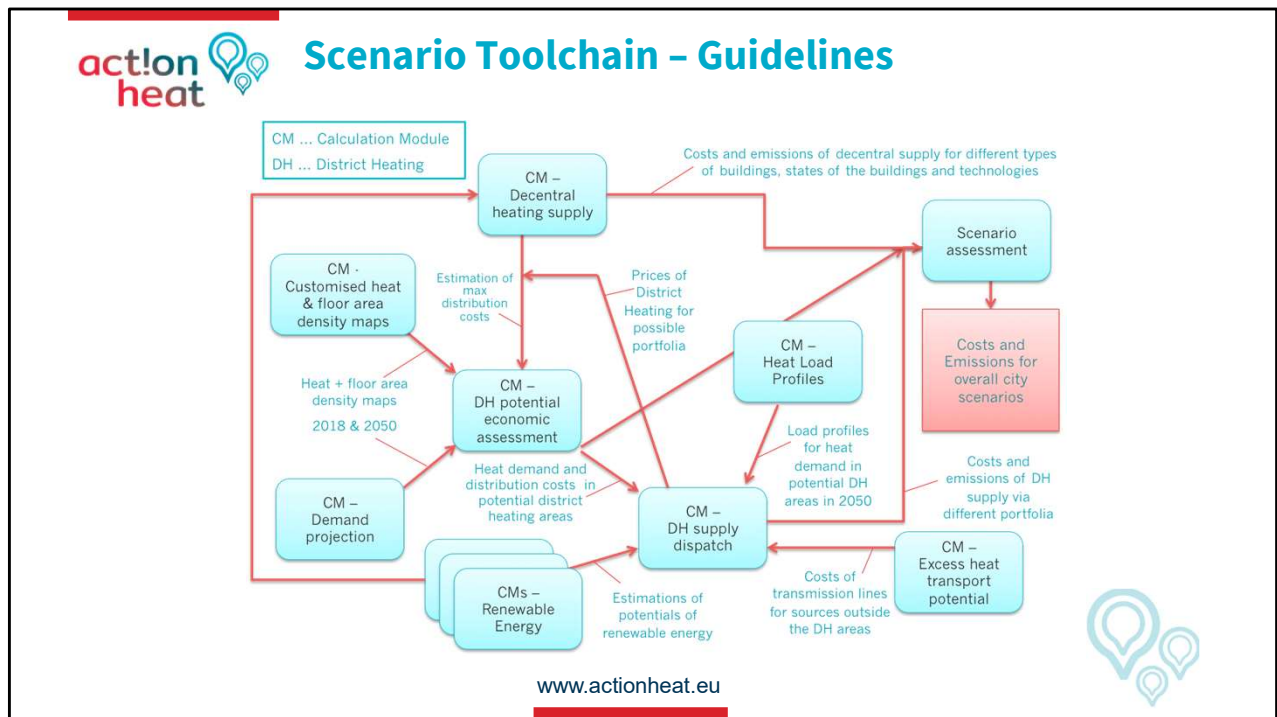 act!on
heat
Scenario Toolchain – Guidelines
CM ... Calculation Module
DH ... District Heating
CM –
Decentral
heating supply
Costs and emissions of decentral supply for different types
of buildings, states of the buildings and technologies
Scenario
assessment
CM -
Customised heat
& floor area
density maps
Estimation of
max
distribution
costs
Prices of
District
Heating for
possible
portfolia
CM –
Heat Load
Profiles
Costs and
Emissions for
overall city
scenarios
Heat + floor area
density maps
2018 & 2050
CM –
DH potential
economic
assessment
Load profiles
for heat
demand in
potential DH
areas in 2050
Heat demand and
distribution costs in
potential district
heating areas
Costs and
emissions of DH
supply via
different portfolia
CM –
Demand
projection
CM –
DH supply
dispatch
CM –
Excess heat
transport
potential
CMs –
Renewable
Energy
Estimations of
potentials of
renewable energy
Costs of
transmission lines
for sources outside
the DH areas
www.actionheat.eu